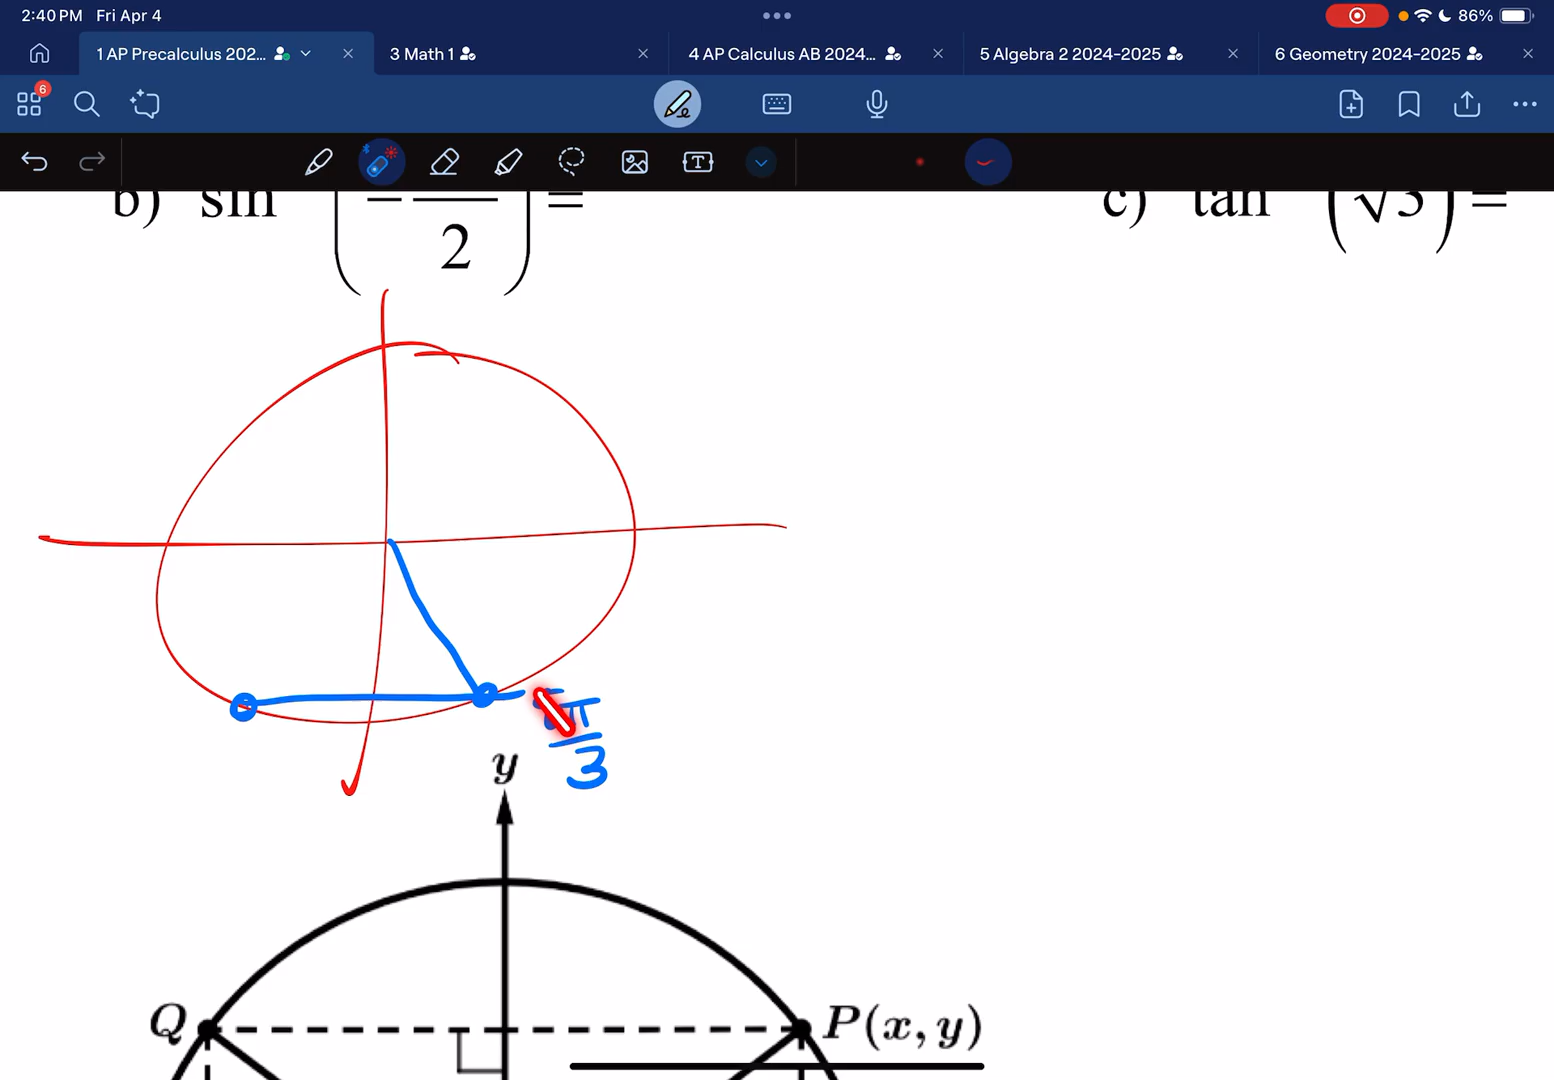 2:40 PM Fri Apr 4
86%
1 AP Precalculus 202...
3 Math 1
4 AP Calculus AB 2024...
5 Algebra 2 2024-2025
6 Geometry 2024-2025
6
T
b) sin (- 2) =
c) tan (√3) =
π
3
y
Q
P(x, y)